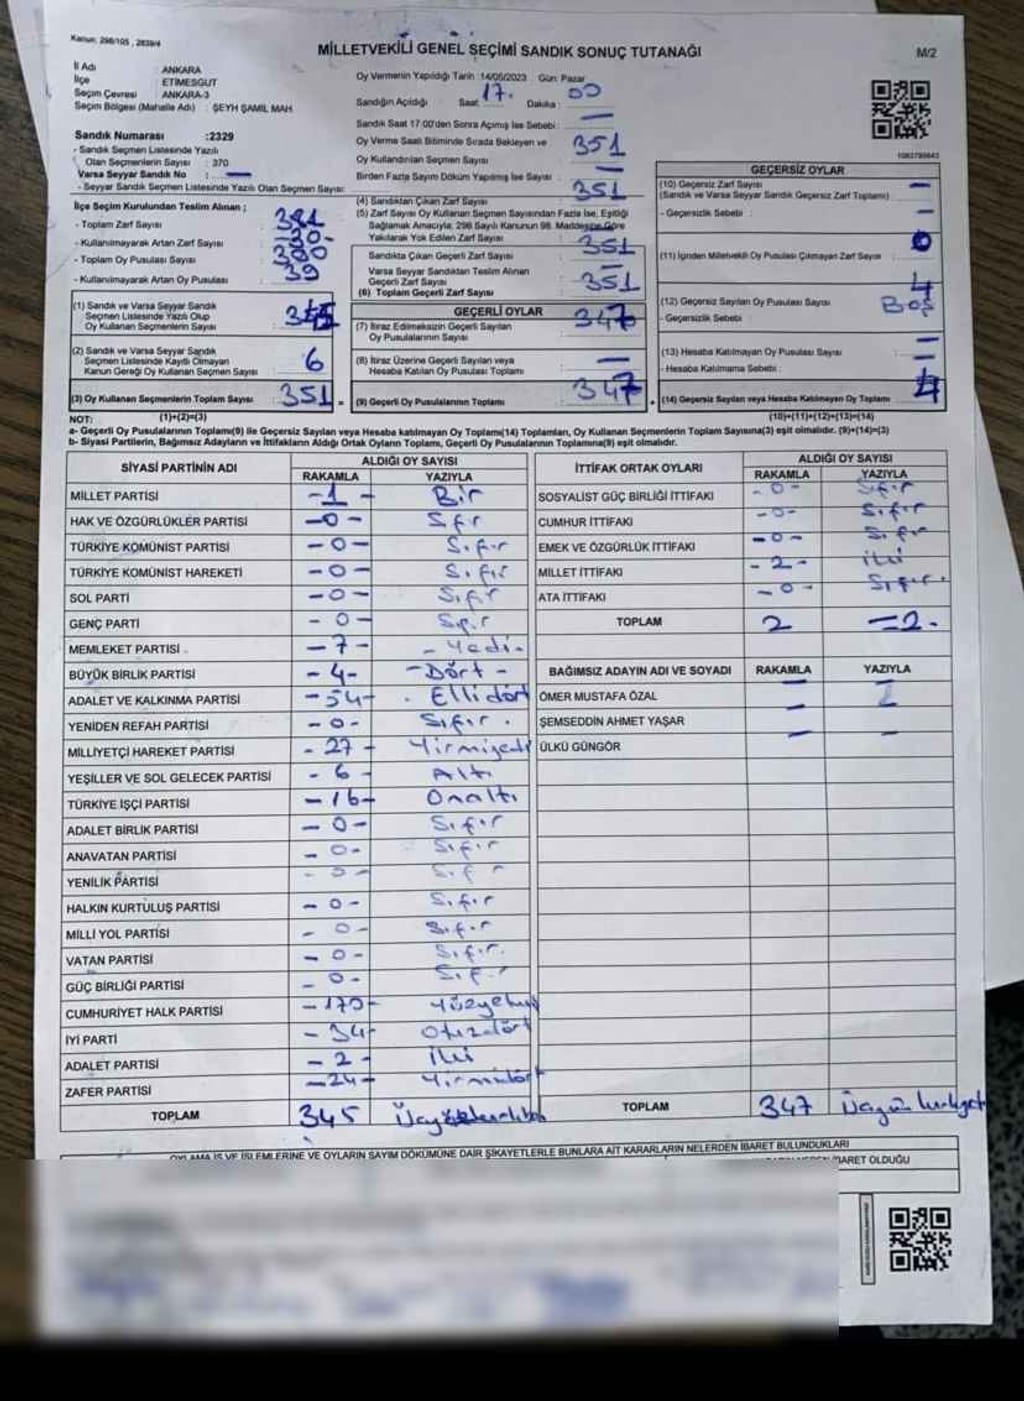 Kanun: 298/105 , 2839/4
MİLLETVEKİLİ GENEL SEÇİMİ SANDIK SONUÇ TUTANAĞI
M/2
İl Adı : ANKARA
İlçe : ETİMESGUT
Seçim Çevresi : ANKARA-3
Seçim Bölgesi (Mahalle Adı) : ŞEYH ŞAMİL MAH.
Sandık Numarası :2329
- Sandık Seçmen Listesinde Yazılı
Olan Seçmenlerin Sayısı : 370
Varsa Seyyar Sandık No : —
- Seyyar Sandık Seçmen Listesinde Yazılı Olan Seçmen Sayısı:
İlçe Seçim Kurulundan Teslim Alınan ;
- Toplam Zarf Sayısı :
- Kullanılmayarak Artan Zarf Sayısı :
- Toplam Oy Pusulası Sayısı :
- Kullanılmayarak Artan Oy Pusulası : 39
(1) Sandık ve Varsa Seyyar Sandık
Seçmen Listesinde Yazılı Olup
Oy Kullanan Seçmenlerin Sayısı : 345
(2) Sandık ve Varsa Seyyar Sandık
Seçmen Listesinde Kayıtlı Olmayan
Kanun Gereği Oy Kullanan Seçmen Sayısı : 6
(3) Oy Kullanan Seçmenlerin Toplam Sayısı : 351
(1)+(2)=(3)
Oy Vermenin Yapıldığı Tarih :14/05/2023 Gün: Pazar
Sandığın Açıldığı Saat : 17. Dakika : 00
Sandık Saat 17:00'den Sonra Açılmış İse Sebebi : —
Oy Verme Saati Bitiminde Sırada Bekleyen ve
Oy Kullandırılan Seçmen Sayısı : 351
Birden Fazla Sayım Döküm Yapılmış İse Sayısı : —
(4) Sandıktan Çıkan Zarf Sayısı : 351
(5) Zarf Sayısı Oy Kullanan Seçmen Sayısından Fazla İse, Eşitliği
Sağlamak Amacıyla; 298 Sayılı Kanunun 98. Maddesine Göre
Yakılarak Yok Edilen Zarf Sayısı
Sandıkta Çıkan Geçerli Zarf Sayısı : 351
Varsa Seyyar Sandıktan Teslim Alınan
Geçerli Zarf Sayısı : —
(6) Toplam Geçerli Zarf Sayısı : 351
GEÇERLİ OYLAR
(7) İtiraz Edilmeksizin Geçerli Sayılan
Oy Pusulalarının Sayısı : 347
(8) İtiraz Üzerine Geçerli Sayılan veya
Hesaba Katılan Oy Pusulası Toplamı : —
(9) Geçerli Oy Pusulalarının Toplamı : 347
GEÇERSİZ OYLAR
(10) Geçersiz Zarf Sayısı : —
(Sandık ve Varsa Seyyar Sandık Geçersiz Zarf Toplamı)
- Geçersizlik Sebebi : —
(11) İçinden Milletvekili Oy Pusulası Çıkmayan Zarf Sayısı : 0
(12) Geçersiz Sayılan Oy Pusulası Sayısı : 4
- Geçersizlik Sebebi : Boş
(13) Hesaba Katılmayan Oy Pusulası Sayısı : —
- Hesaba Katılmama Sebebi : —
(14) Geçersiz Sayılan veya Hesaba Katılmayan Oy Toplamı : 4
(10)+(11)+(12)+(13)=(14)
NOT:
a- Geçerli Oy Pusulalarının Toplamı(9) ile Geçersiz Sayılan veya Hesaba katılmayan Oy Toplamı(14) Toplamları, Oy Kullanan Seçmenlerin Toplam Sayısına(3) eşit olmalıdır. (9)+(14)=(3)
b- Siyasi Partilerin, Bağımsız Adayların ve İttifakların Aldığı Ortak Oyların Toplamı, Geçerli Oy Pusulalarının Toplamına(9) eşit olmalıdır.
SİYASİ PARTİNİN ADI ALDIĞI OY SAYISI
RAKAMLA YAZIYLA
MİLLET PARTİSİ -1- Bir
HAK VE ÖZGÜRLÜKLER PARTİSİ -0- Sıfır
TÜRKİYE KOMÜNİST PARTİSİ -0- Sıfır
TÜRKİYE KOMÜNİST HAREKETİ -0- Sıfır
SOL PARTİ -0- Sıfır
GENÇ PARTİ -0- Sıfır
MEMLEKET PARTİSİ -7- -Yedi-
BÜYÜK BİRLİK PARTİSİ -4- -Dört-
ADALET VE KALKINMA PARTİSİ -54- Ellidört
YENİDEN REFAH PARTİSİ -0- Sıfır.
MİLLİYETÇİ HAREKET PARTİSİ -27- Yirmiyedi
YEŞİLLER VE SOL GELECEK PARTİSİ -6- Altı
TÜRKİYE İŞÇİ PARTİSİ -16- Onaltı
ADALET BİRLİK PARTİSİ -0- Sıfır
ANAVATAN PARTİSİ -0- Sıfır
YENİLİK PARTİSİ -0- Sıfır
HALKIN KURTULUŞ PARTİSİ -0- Sıfır
MİLLİ YOL PARTİSİ -0- Sıfır
VATAN PARTİSİ -0- Sıfır.
GÜÇ BİRLİĞİ PARTİSİ -0- Sıfır
CUMHURİYET HALK PARTİSİ -170- Yüzyetmiş
İYİ PARTİ -34- Otuzdört
ADALET PARTİSİ -2- İki
ZAFER PARTİSİ -24- Yirmidört
TOPLAM 345
İTTİFAK ORTAK OYLARI ALDIĞI OY SAYISI
RAKAMLA YAZIYLA
SOSYALİST GÜÇ BİRLİĞİ İTTİFAKI -0- Sıfır
CUMHUR İTTİFAKI -0- Sıfır
EMEK VE ÖZGÜRLÜK İTTİFAKI -0- Sıfır
MİLLET İTTİFAKI -2- İki
ATA İTTİFAKI -0- Sıfır.
TOPLAM 2 =2-
BAĞIMSIZ ADAYIN ADI VE SOYADI RAKAMLA YAZIYLA
ÖMER MUSTAFA ÖZAL —
ŞEMSEDDİN AHMET YAŞAR —
ÜLKÜ GÜNGÖR — —
TOPLAM 347
OYLAMA İŞ VE İŞLEMLERİNE VE OYLARIN SAYIM DÖKÜMÜNE DAİR ŞİKAYETLERLE BUNLARA AİT KARARLARIN NELERDEN İBARET BULUNDUKLARI
İBARET OLDUĞU